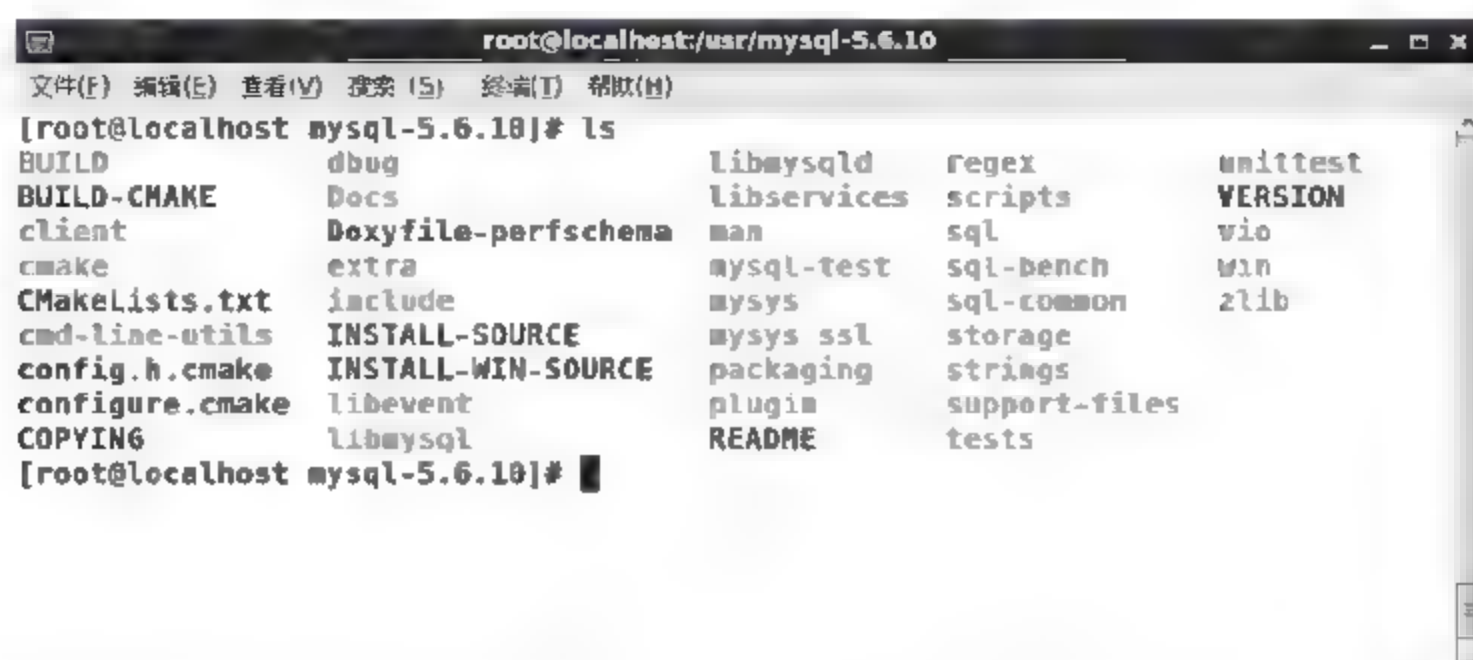 root@localhost:/usr/mysql-5.6.10
文件(F) 编辑(E) 查看(V) 搜索 (S) 终端(T) 帮助(H)
[root@localhost mysql-5.6.10]# ls
BUILD dbug libmysqld regex unittest
BUILD-CMAKE Docs libservices scripts VERSION
client Doxyfile-perfschema man sql vio
cmake extra mysql-test sql-bench win
CMakeLists.txt include mysys sql-common zlib
cmd-line-utils INSTALL-SOURCE mysys ssl storage
config.h.cmake INSTALL-WIN-SOURCE packaging strings
configure.cmake libevent plugin support-files
COPYING libmysql README tests
[root@localhost mysql-5.6.10]#